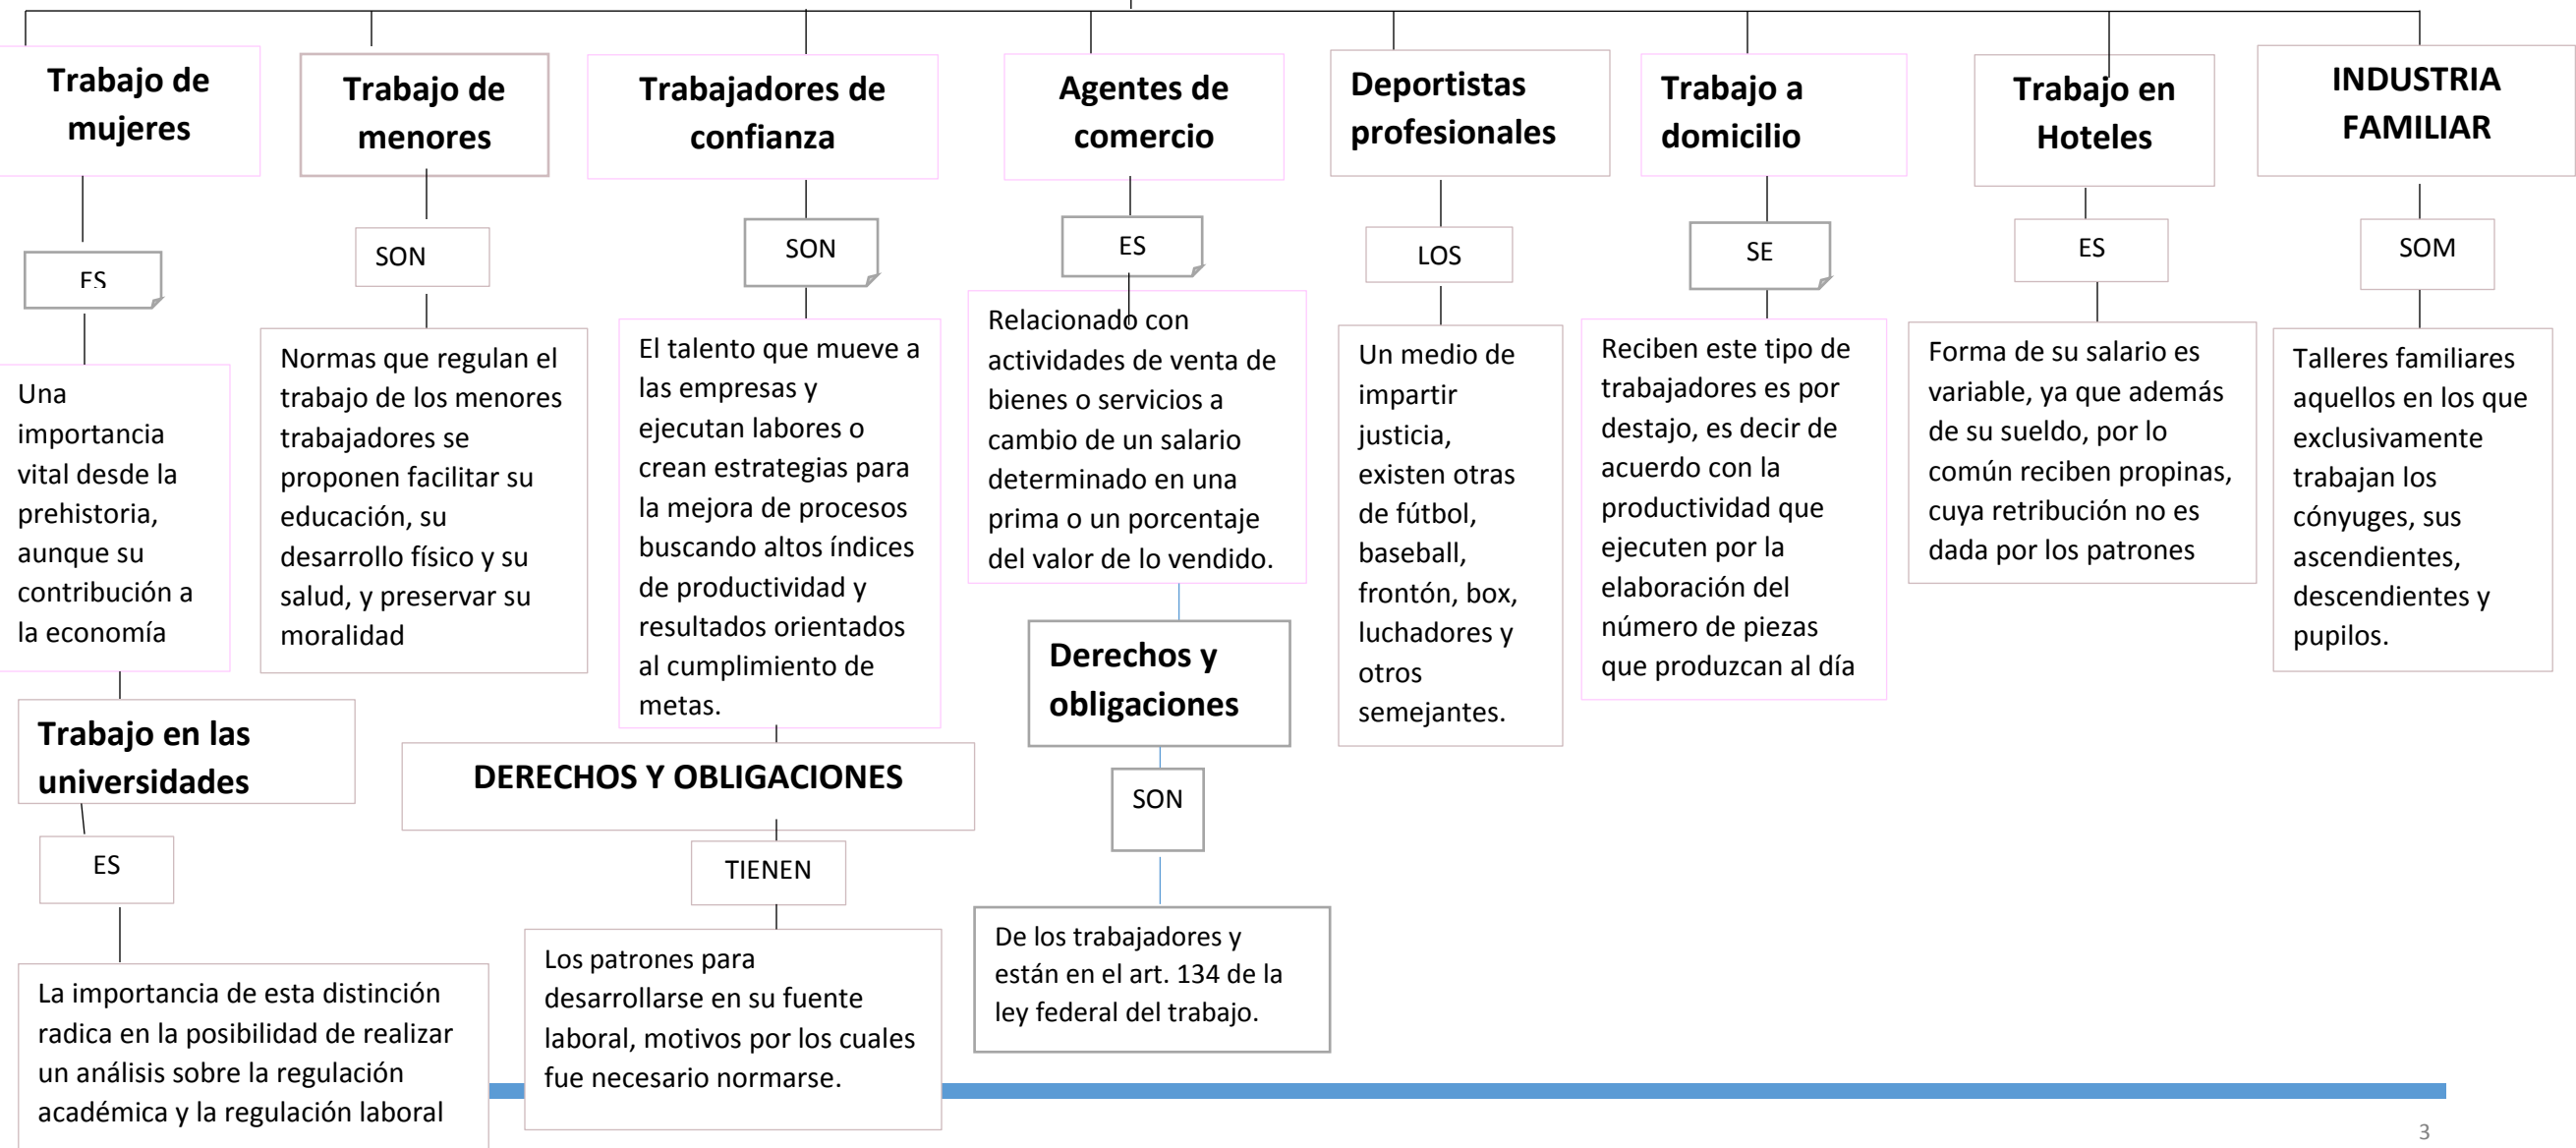 Trabajo de
mujeres
ES
Una
importancia
vital desde la
prehistoria,
aunque su
contribución a
la economía
Trabajo en las
universidades
ES
La importancia de esta distinción
radica en la posibilidad de realizar
un análisis sobre la regulación
académica y la regulación laboral
Trabajo de
menores
SON
Normas que regulan el
trabajo de los menores
trabajadores se
proponen facilitar su
educación, su
desarrollo físico y su
salud, y preservar su
moralidad
Trabajadores de
confianza
SON
El talento que mueve a
las empresas y
ejecutan labores o
crean estrategias para
la mejora de procesos
buscando altos índices
de productividad y
resultados orientados
al cumplimiento de
metas.
DERECHOS Y OBLIGACIONES
TIENEN
Los patrones para
desarrollarse en su fuente
laboral, motivos por los cuales
fue necesario normarse.
Agentes de
comercio
ES
Relacionado con
actividades de venta de
bienes o servicios a
cambio de un salario
determinado en una
prima o un porcentaje
del valor de lo vendido.
Derechos y
obligaciones
SON
De los trabajadores y
están en el art. 134 de la
ley federal del trabajo.
Deportistas
profesionales
LOS
Un medio de
impartir
justicia,
existen otras
de fútbol,
baseball,
frontón, box,
luchadores y
otros
semejantes.
Trabajo a
domicilio
SE
Reciben este tipo de
trabajadores es por
destajo, es decir de
acuerdo con la
productividad que
ejecuten por la
elaboración del
número de piezas
que produzcan al día
Trabajo en
Hoteles
ES
Forma de su salario es
variable, ya que además
de su sueldo, por lo
común reciben propinas,
cuya retribución no es
dada por los patrones
INDUSTRIA
FAMILIAR
SOM
Talleres familiares
aquellos en los que
exclusivamente
trabajan los
cónyuges, sus
ascendientes,
descendientes y
pupilos.
3